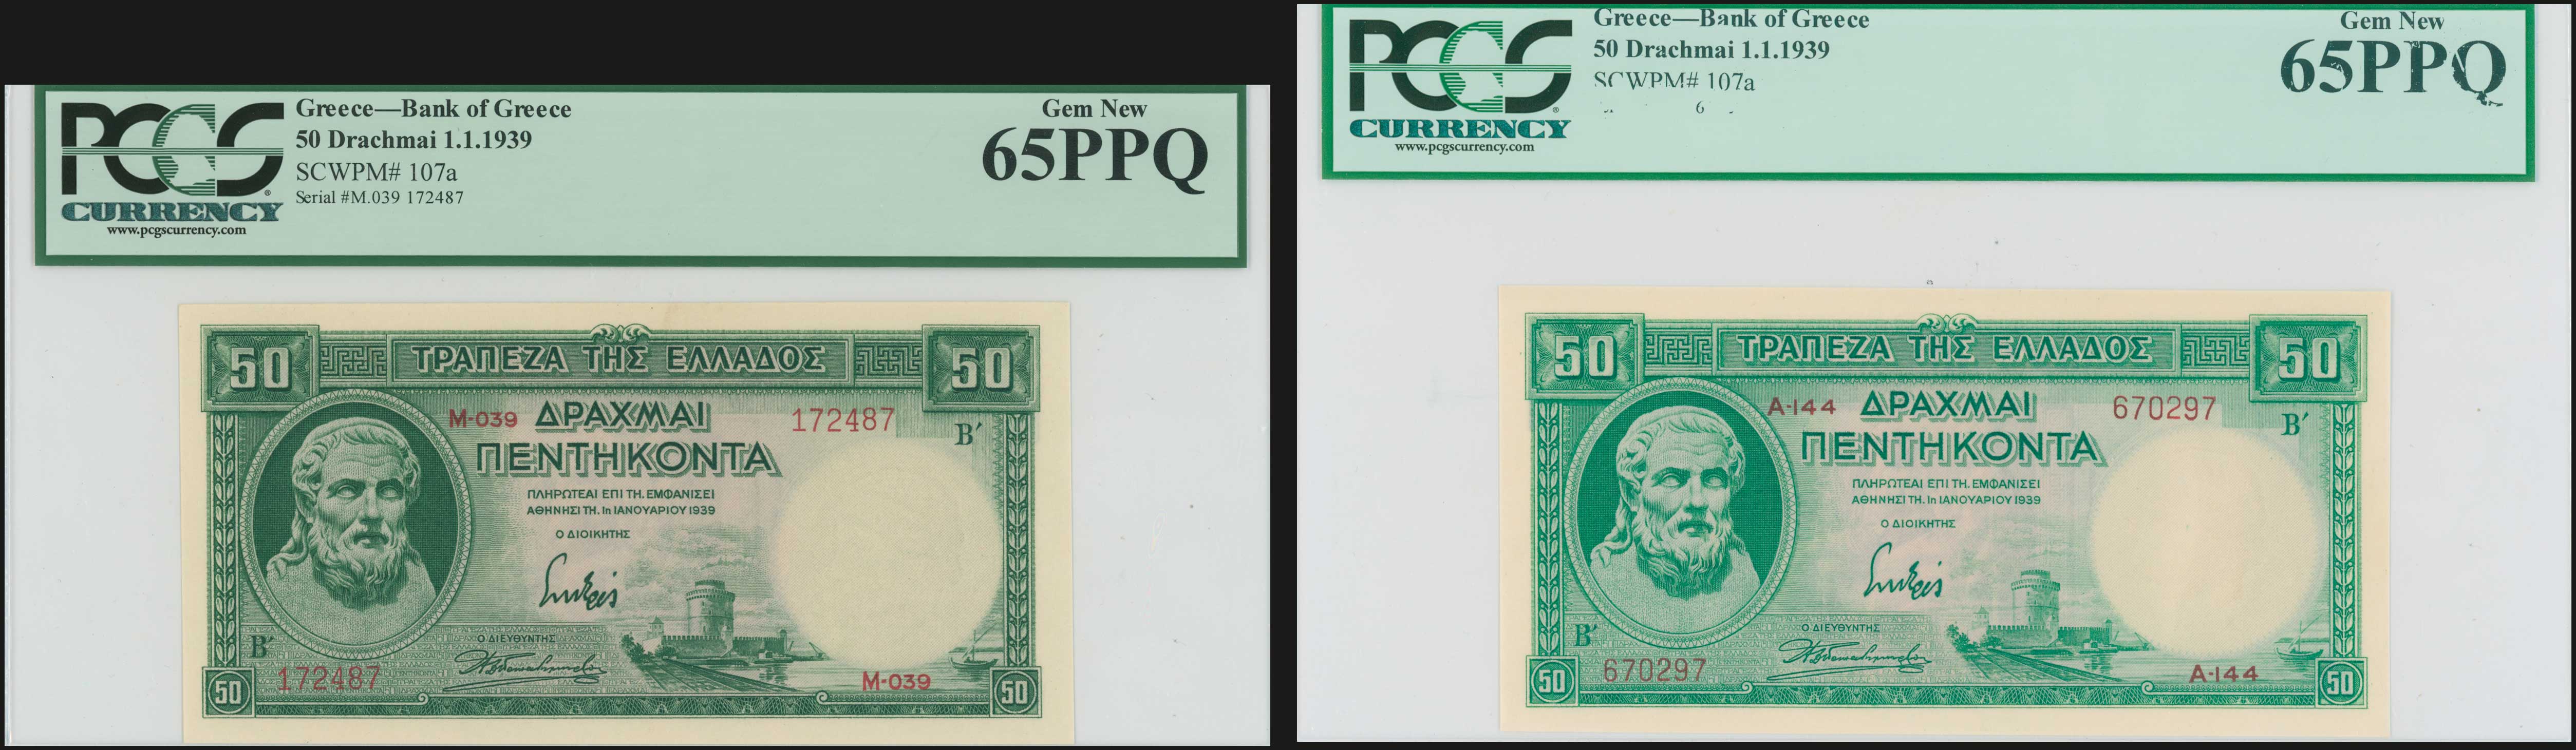 PCGS
CURRENCY
www.pcgscurrency.com
Greece—Bank of Greece
50 Drachmai 1.1.1939
SCWPM# 107a
Serial #M.039 172487
Gem New
65PPQ
50
ΤΡΑΠΕΖΑ ΤΗΣ ΕΛΛΑΔΟΣ
50
M-039
ΔΡΑΧΜΑΙ
172487
ΠΕΝΤΗΚΟΝΤΑ
Β′
ΠΛΗΡΩΤΕΑΙ ΕΠΙ ΤΗ. ΕΜΦΑΝΙΣΕΙ
ΑΘΗΝΗΣΙ ΤΗ. 1η ΙΑΝΟΥΑΡΙΟΥ 1939
Ο ΔΙΟΙΚΗΤΗΣ
Β′
Ο ΔΙΕΥΘΥΝΤΗΣ
172487
M-039
50
50
PCGS
CURRENCY
www.pcgscurrency.com
Greece—Bank of Greece
50 Drachmai 1.1.1939
SCWPM# 107a
6
Gem New
65PPQ
50
ΤΡΑΠΕΖΑ ΤΗΣ ΕΛΛΑΔΟΣ
50
A-144
ΔΡΑΧΜΑΙ
670297
ΠΕΝΤΗΚΟΝΤΑ
Β′
ΠΛΗΡΩΤΕΑΙ ΕΠΙ ΤΗ. ΕΜΦΑΝΙΣΕΙ
ΑΘΗΝΗΣΙ ΤΗ. 1η ΙΑΝΟΥΑΡΙΟΥ 1939
Ο ΔΙΟΙΚΗΤΗΣ
Β′
Ο ΔΙΕΥΘΥΝΤΗΣ
670297
A-144
50
50